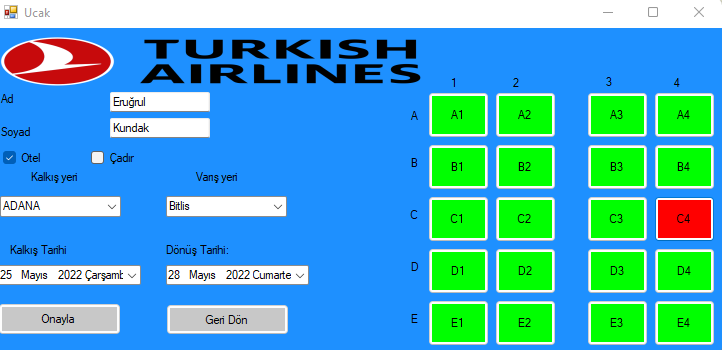 Ucak
TURKISH
AIRLINES
Ad
Eruğrul
Soyad
Kundak
Otel
Çadır
Kalkış yeri
Varış yeri
ADANA
Bitlis
Kalkış Tarihi
Dönüş Tarihi:
25 Mayıs 2022 Çarşamb
28 Mayıs 2022 Cumarte
Onayla
Geri Dön
1 2 3 4
A A1 A2 A3 A4
B B1 B2 B3 B4
C C1 C2 C3 C4
D D1 D2 D3 D4
E E1 E2 E3 E4